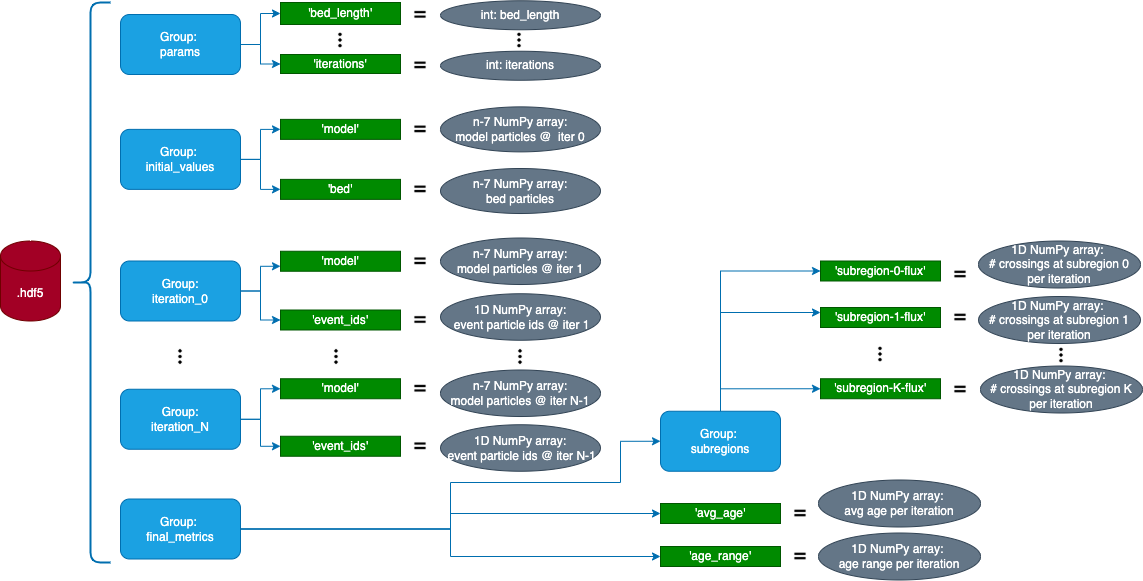 .hdf5
Group:
params
'bed_length'
=
int: bed_length
'iterations'
=
int: iterations
Group:
initial_values
'model'
=
n-7 NumPy array:
model particles @  iter 0
'bed'
=
n-7 NumPy array:
bed particles
Group:
iteration_0
'model'
=
n-7 NumPy array:
model particles @ iter 1
'event_ids'
=
1D NumPy array:
event particle ids @ iter 1
Group:
iteration_N
'model'
=
n-7 NumPy array:
model particles @ iter N-1
'event_ids'
=
1D NumPy array:
event particle ids @ iter N-1
Group:
final_metrics
Group:
subregions
'subregion-0-flux'
=
1D NumPy array:
# crossings at subregion 0
per iteration
'subregion-1-flux'
=
1D NumPy array:
# crossings at subregion 1
per iteration
'subregion-K-flux'
=
1D NumPy array:
# crossings at subregion K
per iteration
'avg_age'
=
1D NumPy array:
avg age per iteration
'age_range'
=
1D NumPy array:
age range per iteration